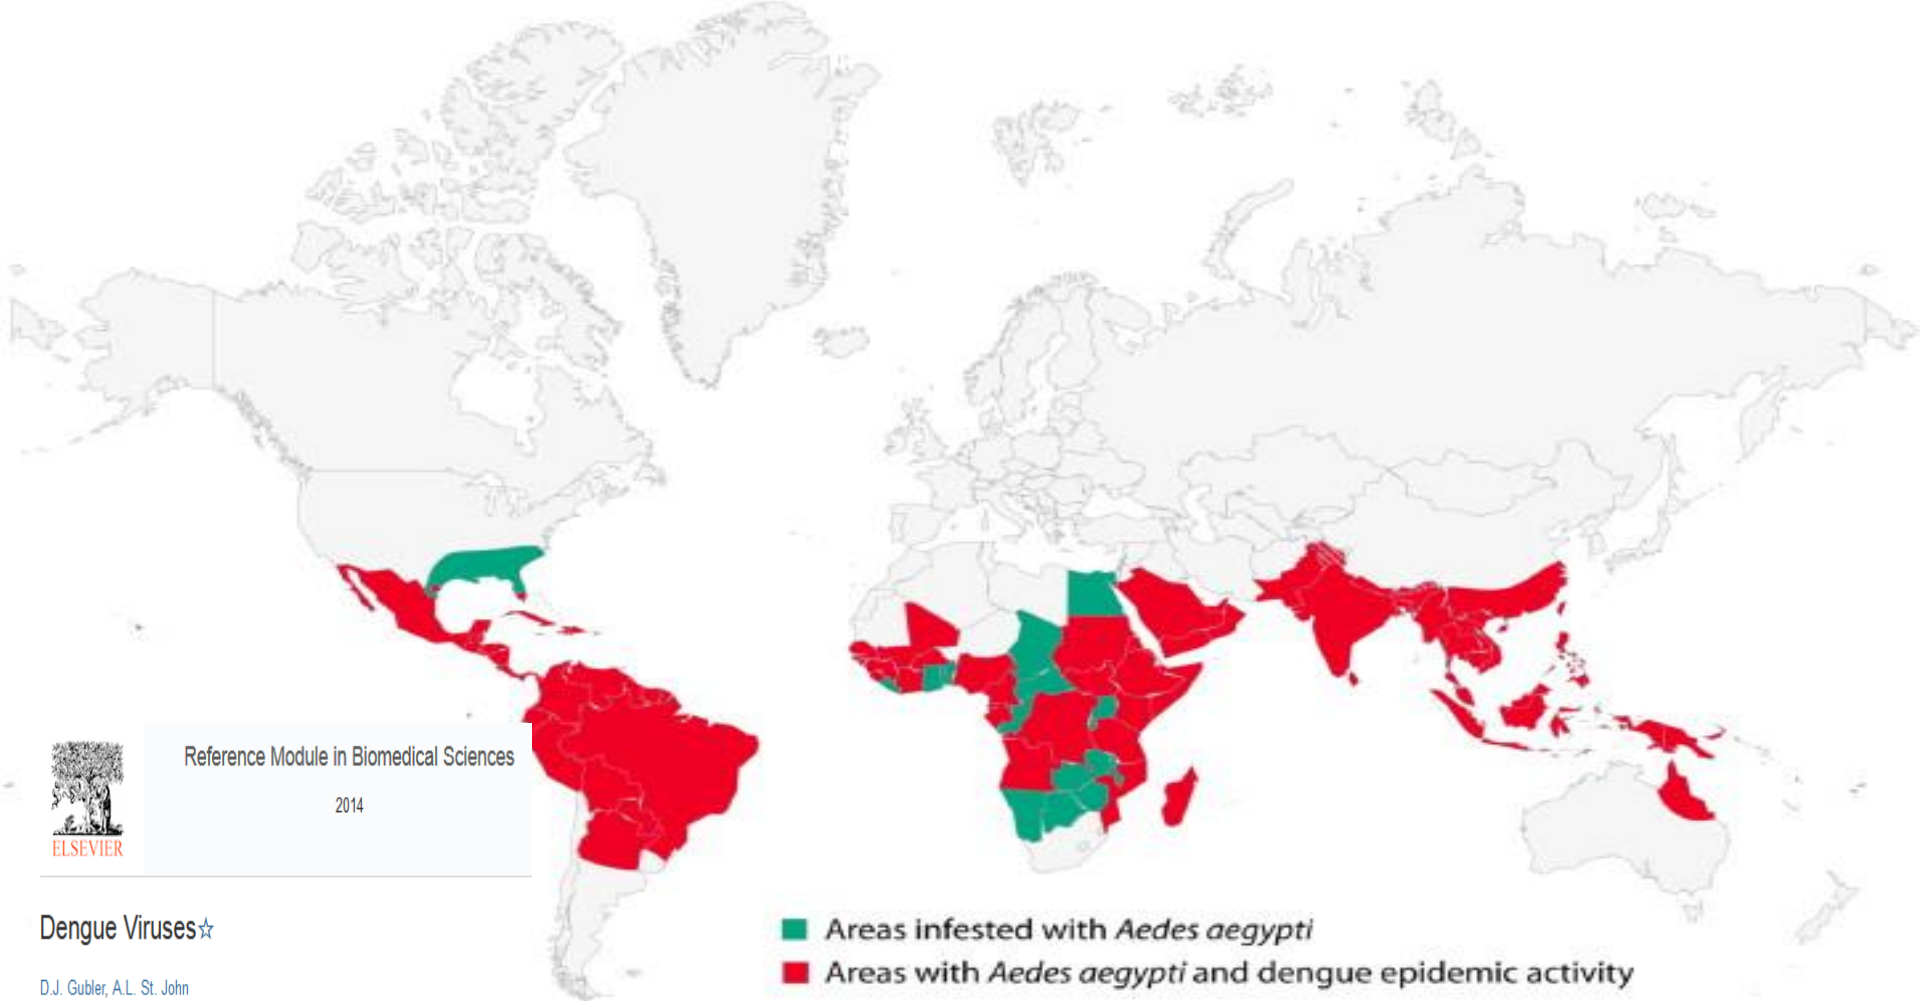 Reference Module in Biomedical Sciences
2014
ELSEVIER
Dengue Viruses☆
D.J. Gubler, A.L. St. John
Areas infested with Aedes aegypti
Areas with Aedes aegypti and dengue epidemic activity